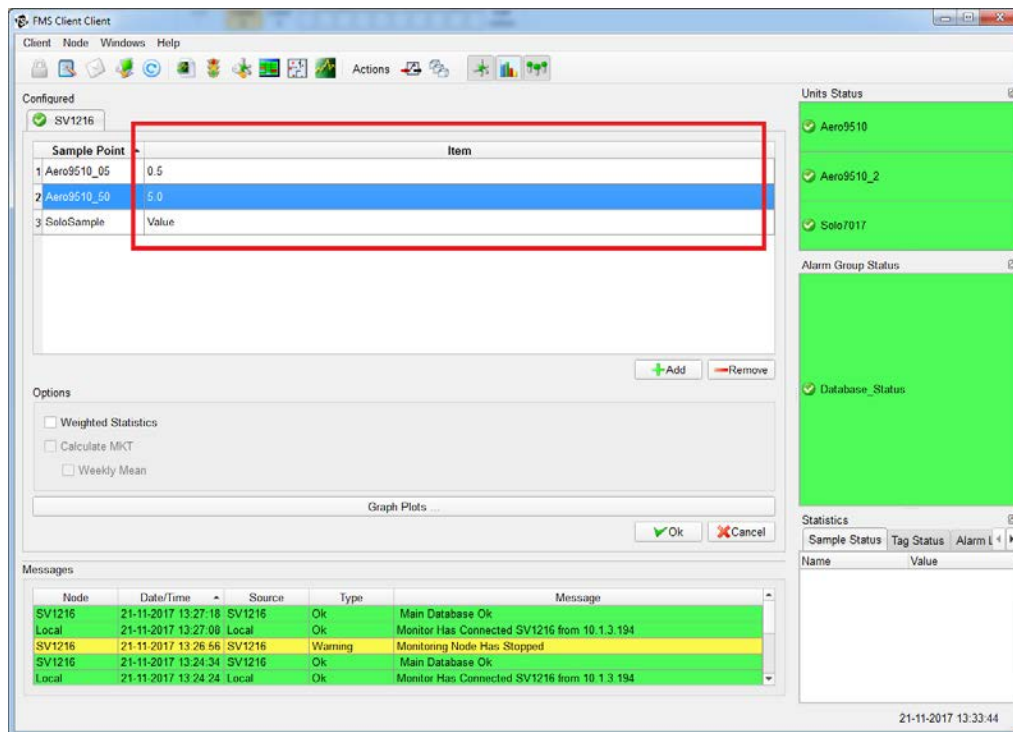 FMS Client Client
Client Node Windows Help
Actions
Configured
SV1216
Sample Point Item
1 Aero9510_05 0.5
2 Aero9510_50 5.0
3 SoloSample Value
Add Remove
Options
Weighted Statistics
Calculate MKT
Weekly Mean
Graph Plots ...
Ok Cancel
Messages
Node Date/Time Source Type Message
SV1216 21-11-2017 13:27:18 SV1216 Ok Main Database Ok
Local 21-11-2017 13:27:08 Local Ok Monitor Has Connected SV1216 from 10.1.3.194
SV1216 21-11-2017 13:26:56 SV1216 Warning Monitoring Node Has Stopped
SV1216 21-11-2017 13:24:34 SV1216 Ok Main Database Ok
Local 21-11-2017 13:24:24 Local Ok Monitor Has Connected SV1216 from 10.1.3.194
Units Status
Aero9510
Aero9510_2
Solo7017
Alarm Group Status
Database_Status
Statistics
Sample Status Tag Status Alarm L
Name Value
21-11-2017 13:33:44